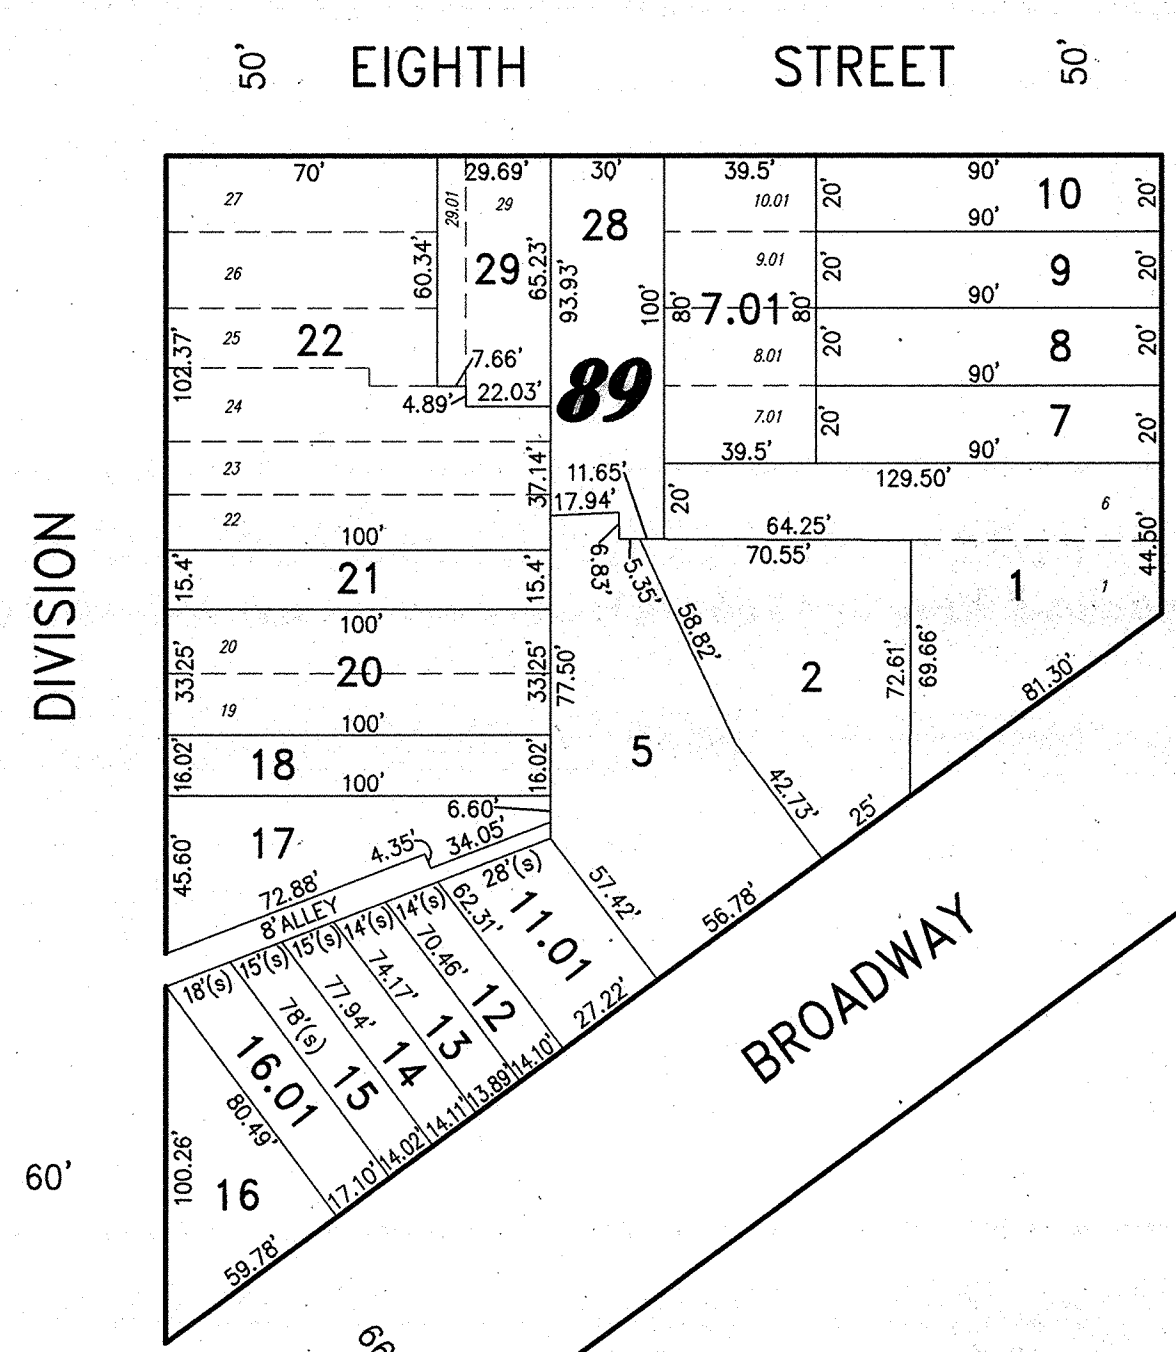 50' EIGHTH STREET 50'
70' 29.69' 30' 39.5' 90'
27 29.01 29 28 10.01 20' 10 20'
90'
26 60.34' 29 65.23' 93.93' 9.01 20' 9 20'
90'
100' 80' 7.01 80'
102.37' 25 22 8.01 20' 8 20'
7.66' 89 90'
24 4.89' 22.03' 7.01 20' 7 20'
39.5' 90'
23 37.14' 11.65' 129.50'
17.94' 20' 6
22 100' 64.25' 44.50'
70.55'
DIVISION 15.4' 21 15.4' 6.83' 5.35' 1 1
100' 58.82'
20 33.25' 20 33.25' 77.50' 2 72.61' 69.66' 81.30'
19 100'
16.02' 18 16.02' 5
100' 42.73' 25'
6.60'
45.60' 17 4.35' 34.05'
72.88' 28'(s) 57.42' 56.78'
8' ALLEY 62.31' 11.01
18'(s) 15'(s) 15'(s) 14'(s) 14'(s)
78'(s) 77.94' 74.17' 70.46' 27.22' BROADWAY
16.01 15 14 13 12
80.49' 17.10' 14.02' 14.11' 13.89' 14.10'
60' 100.26' 16
59.78'
66